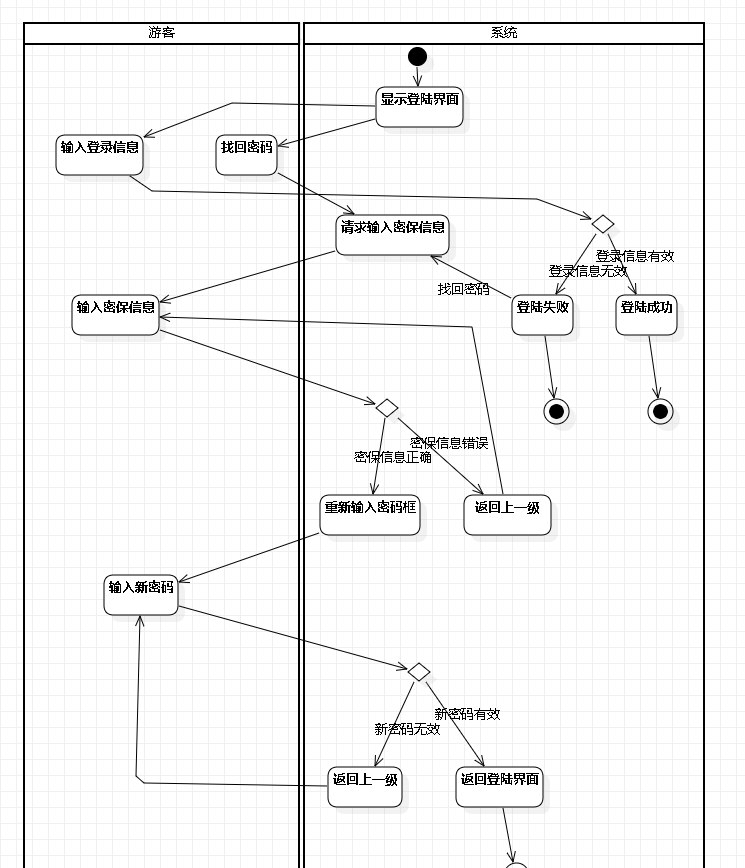 游客
系统
显示登陆界面
输入登录信息
找回密码
请求输入密保信息
登录信息有效
登录信息无效
找回密码
输入密保信息
登陆失败
登陆成功
密保信息错误
密保信息正确
重新输入密码框
返回上一级
输入新密码
新密码有效
新密码无效
返回上一级
返回登陆界面